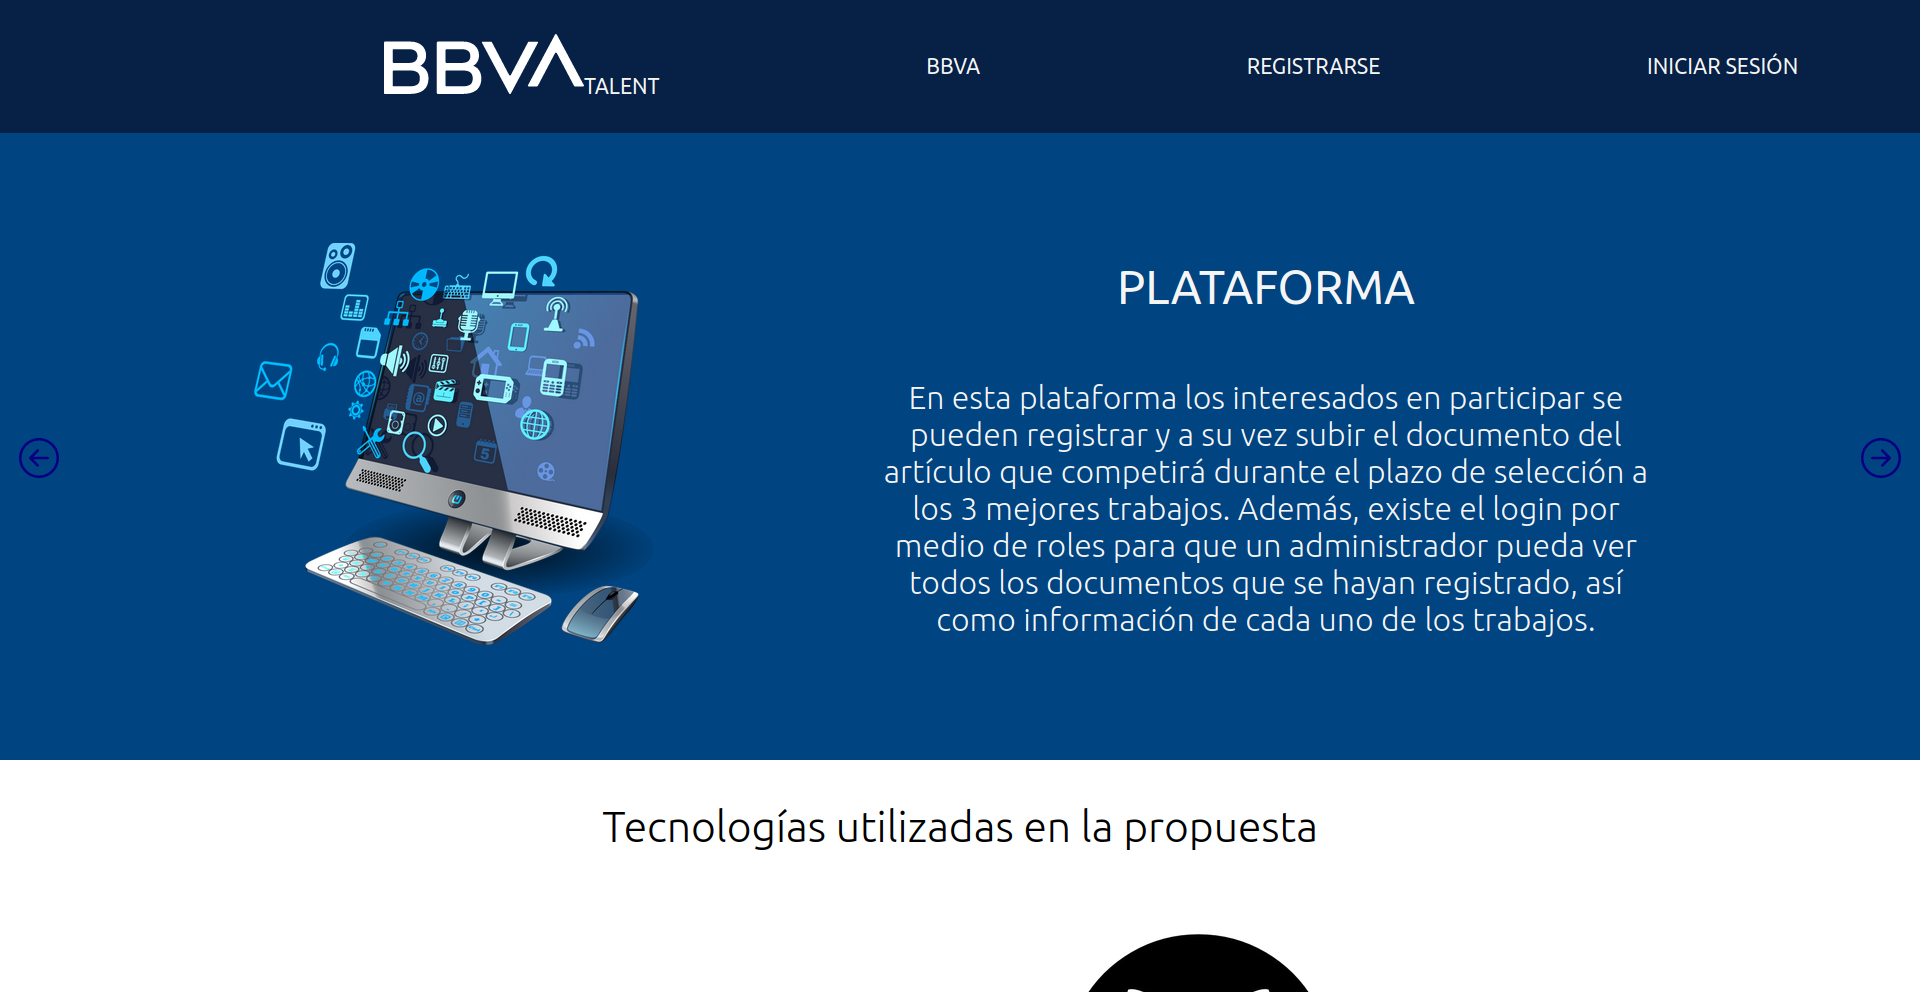 BBVA TALENT
BBVA
REGISTRARSE
INICIAR SESIÓN
PLATAFORMA
En esta plataforma los interesados en participar se
pueden registrar y a su vez subir el documento del
artículo que competirá durante el plazo de selección a
los 3 mejores trabajos. Además, existe el login por
medio de roles para que un administrador pueda ver
todos los documentos que se hayan registrado, así
como información de cada uno de los trabajos.
5
Tecnologías utilizadas en la propuesta